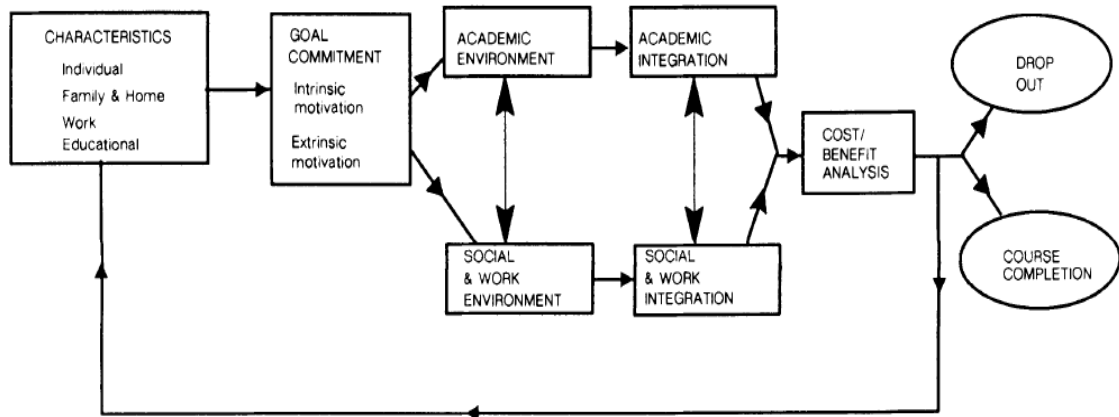 CHARACTERISTICS
Individual
Family & Home
Work
Educational
GOAL
COMMITMENT
Intrinsic
motivation
Extrinsic
motivation
ACADEMIC
ENVIRONMENT
SOCIAL
& WORK
ENVIRONMENT
ACADEMIC
INTEGRATION
SOCIAL
& WORK
INTEGRATION
COST/
BENEFIT
ANALYSIS
DROP
OUT
COURSE
COMPLETION